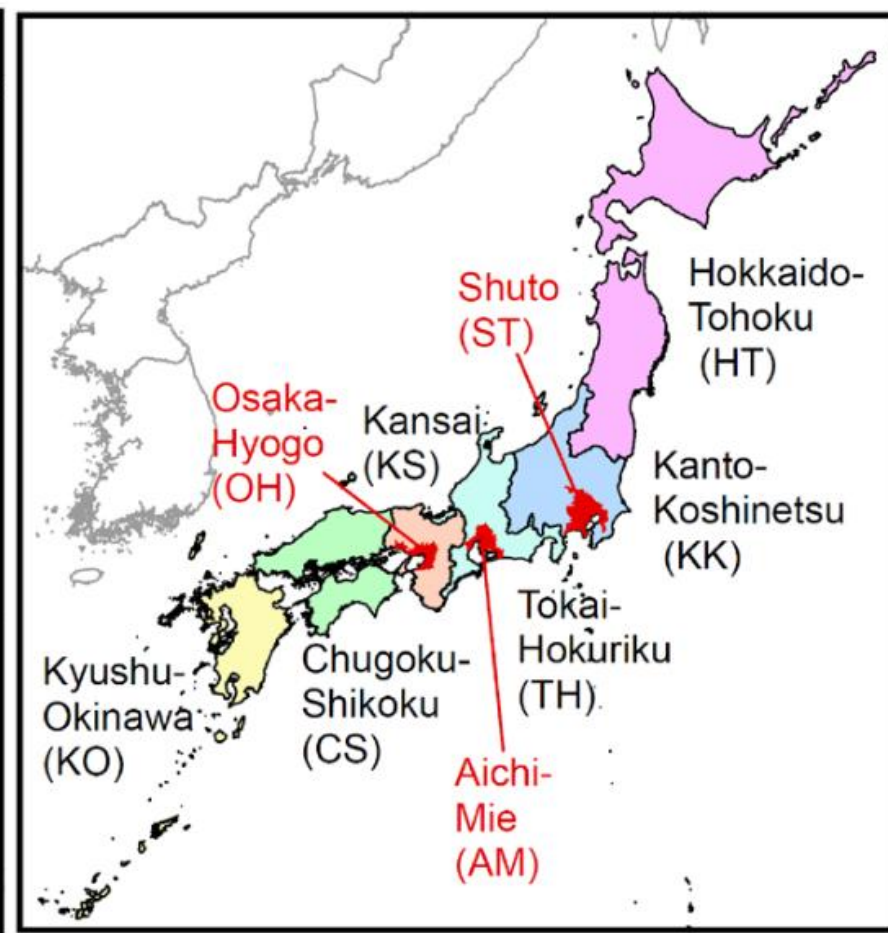 Hokkaido-
Tohoku
(HT)
Shuto
(ST)
Osaka-
Hyogo
(OH)
Kansai
(KS)
Kanto-
Koshinetsu
(KK)
Tokai-
Hokuriku
(TH)
Chugoku-
Shikoku
(CS)
Kyushu-
Okinawa
(KO)
Aichi-
Mie
(AM)